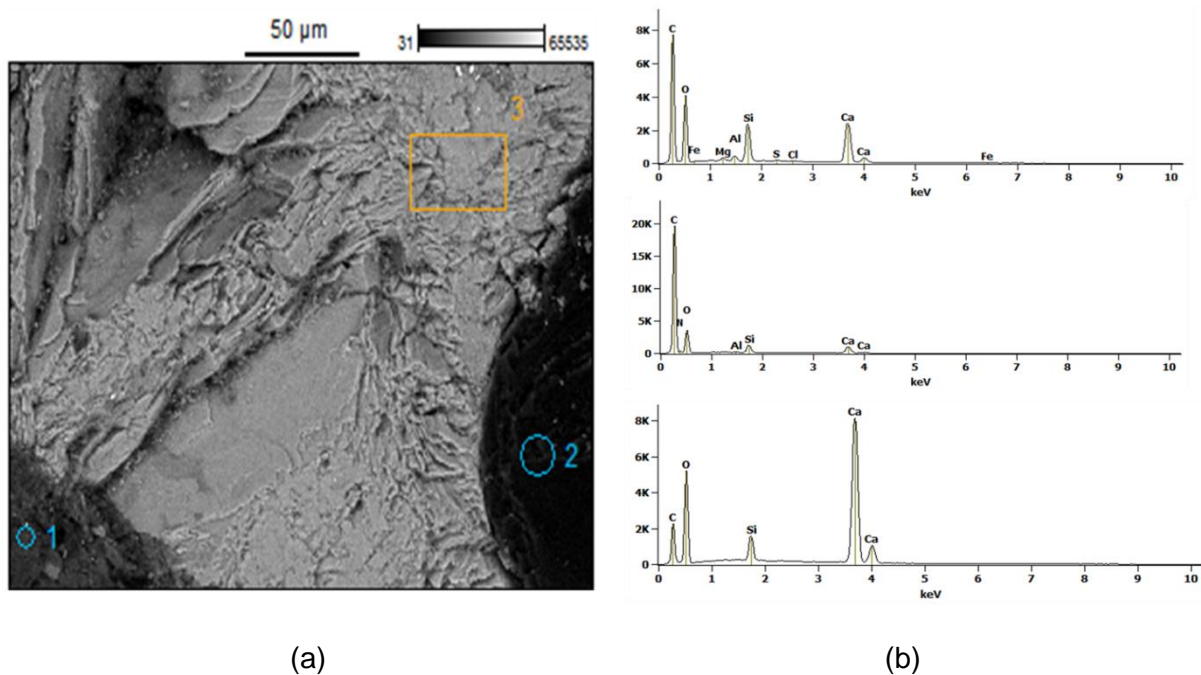 50 µm
31 65535
3
2
1
(a)
8K
6K
4K
2K
0
C
O
Fe
Mg
Al
Si
S
Cl
Ca
Ca
Fe
0 1 2 3 4 5 6 7 8 9 10
keV
20K
15K
10K
5K
0
C
N
O
Al
Si
Ca
Ca
0 1 2 3 4 5 6 7 8 9 10
keV
8K
6K
4K
2K
0
C
O
Si
Ca
Ca
0 1 2 3 4 5 6 7 8 9 10
keV
(b)